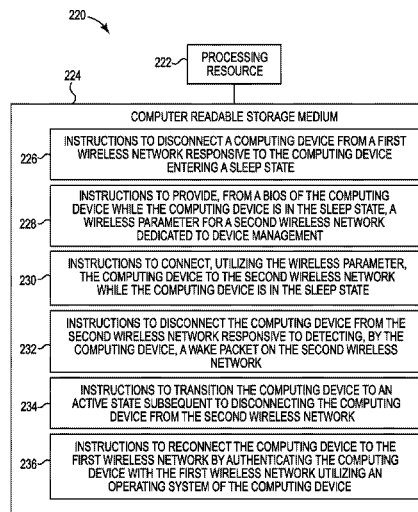 220
222
PROCESSING
RESOURCE
224
COMPUTER READABLE STORAGE MEDIUM
226
INSTRUCTIONS TO DISCONNECT A COMPUTING DEVICE FROM A FIRST
WIRELESS NETWORK RESPONSIVE TO THE COMPUTING DEVICE
ENTERING A SLEEP STATE
228
INSTRUCTIONS TO PROVIDE, FROM A BIOS OF THE COMPUTING
DEVICE WHILE THE COMPUTING DEVICE IS IN THE SLEEP STATE, A
WIRELESS PARAMETER FOR A SECOND WIRELESS NETWORK
DEDICATED TO DEVICE MANAGEMENT
230
INSTRUCTIONS TO CONNECT, UTILIZING THE WIRELESS PARAMETER,
THE COMPUTING DEVICE TO THE SECOND WIRELESS NETWORK
WHILE THE COMPUTING DEVICE IS IN THE SLEEP STATE
232
INSTRUCTIONS TO DISCONNECT THE COMPUTING DEVICE FROM THE
SECOND WIRELESS NETWORK RESPONSIVE TO DETECTING, BY THE
COMPUTING DEVICE, A WAKE PACKET ON THE SECOND WIRELESS
NETWORK
234
INSTRUCTIONS TO TRANSITION THE COMPUTING DEVICE TO AN
ACTIVE STATE SUBSEQUENT TO DISCONNECTING THE COMPUTING
DEVICE FROM THE SECOND WIRELESS NETWORK
236
INSTRUCTIONS TO RECONNECT THE COMPUTING DEVICE TO THE
FIRST WIRELESS NETWORK BY AUTHENTICATING THE COMPUTING
DEVICE WITH THE FIRST WIRELESS NETWORK UTILIZING AN
OPERATING SYSTEM OF THE COMPUTING DEVICE